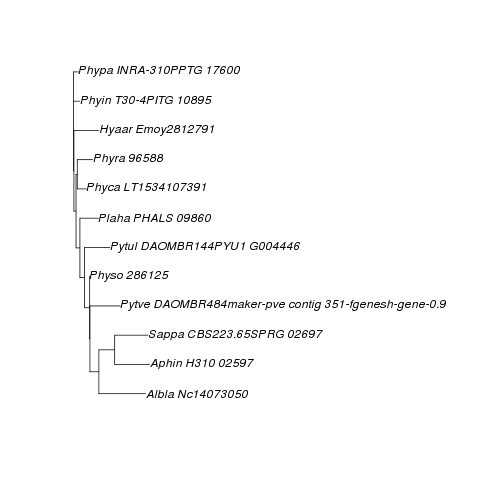 Phypa INRA-310PPTG 17600
Phyin T30-4PITG 10895
Hyaar Emoy2812791
Phyra 96588
Phyca LT1534107391
Plaha PHALS 09860
Pytul DAOMBR144PYU1 G004446
Physo 286125
Pytve DAOMBR484maker-pve contig 351-fgenesh-gene-0.9
Sappa CBS223.65SPRG 02697
Aphin H310 02597
Albla Nc14073050